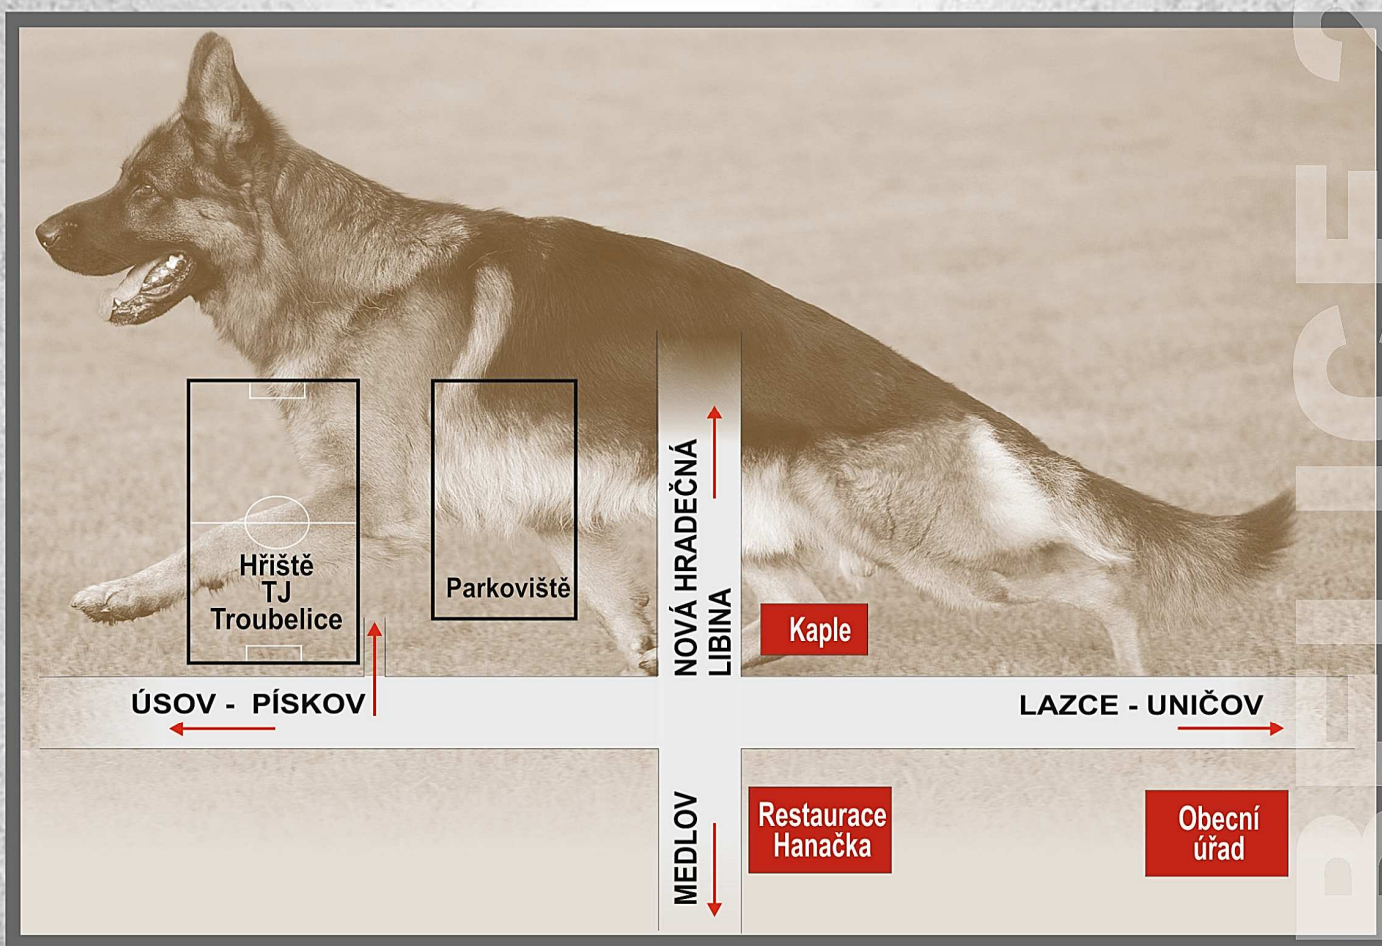 Hřiště
TJ
Troubelice
Parkoviště
NOVÁ HRADEČNÁ
LIBINA
Kaple
ÚSOV - PÍSKOV
LAZCE - UNIČOV
MEDLOV
Restaurace
Hanačka
Obecní
úřad